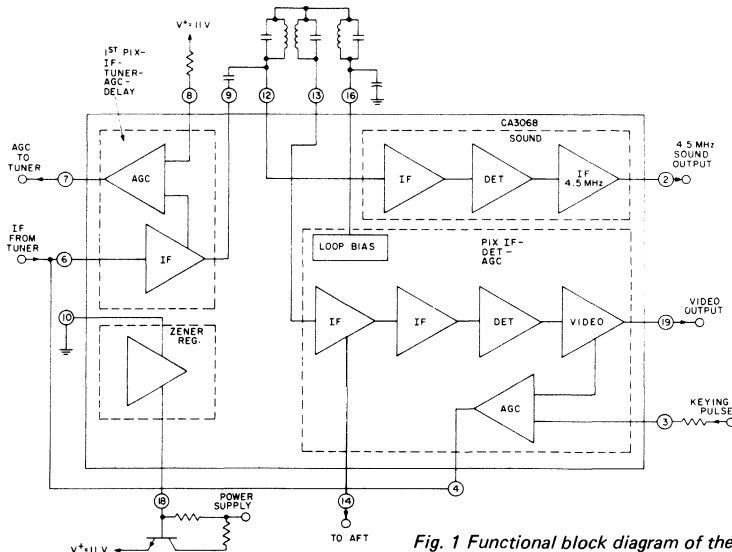 V+= 11 V
1ST PIX-
IF-
TUNER-
AGC-
DELAY
8
9
12
13
16
CA3068
SOUND
AGC
TO
TUNER
7
AGC
IF
DET
IF
4.5 MHz
2
4.5 MHz
SOUND
OUTPUT
IF
FROM
TUNER
6
IF
LOOP BIAS
PIX IF-
DET-
AGC
10
ZENER
REG.
IF
IF
DET
VIDEO
19
VIDEO
OUTPUT
AGC
3
KEYING
PULSE
4
18
POWER
SUPPLY
14
TO AFT
V+= 11 V
Fig. 1 Functional block diagram of the